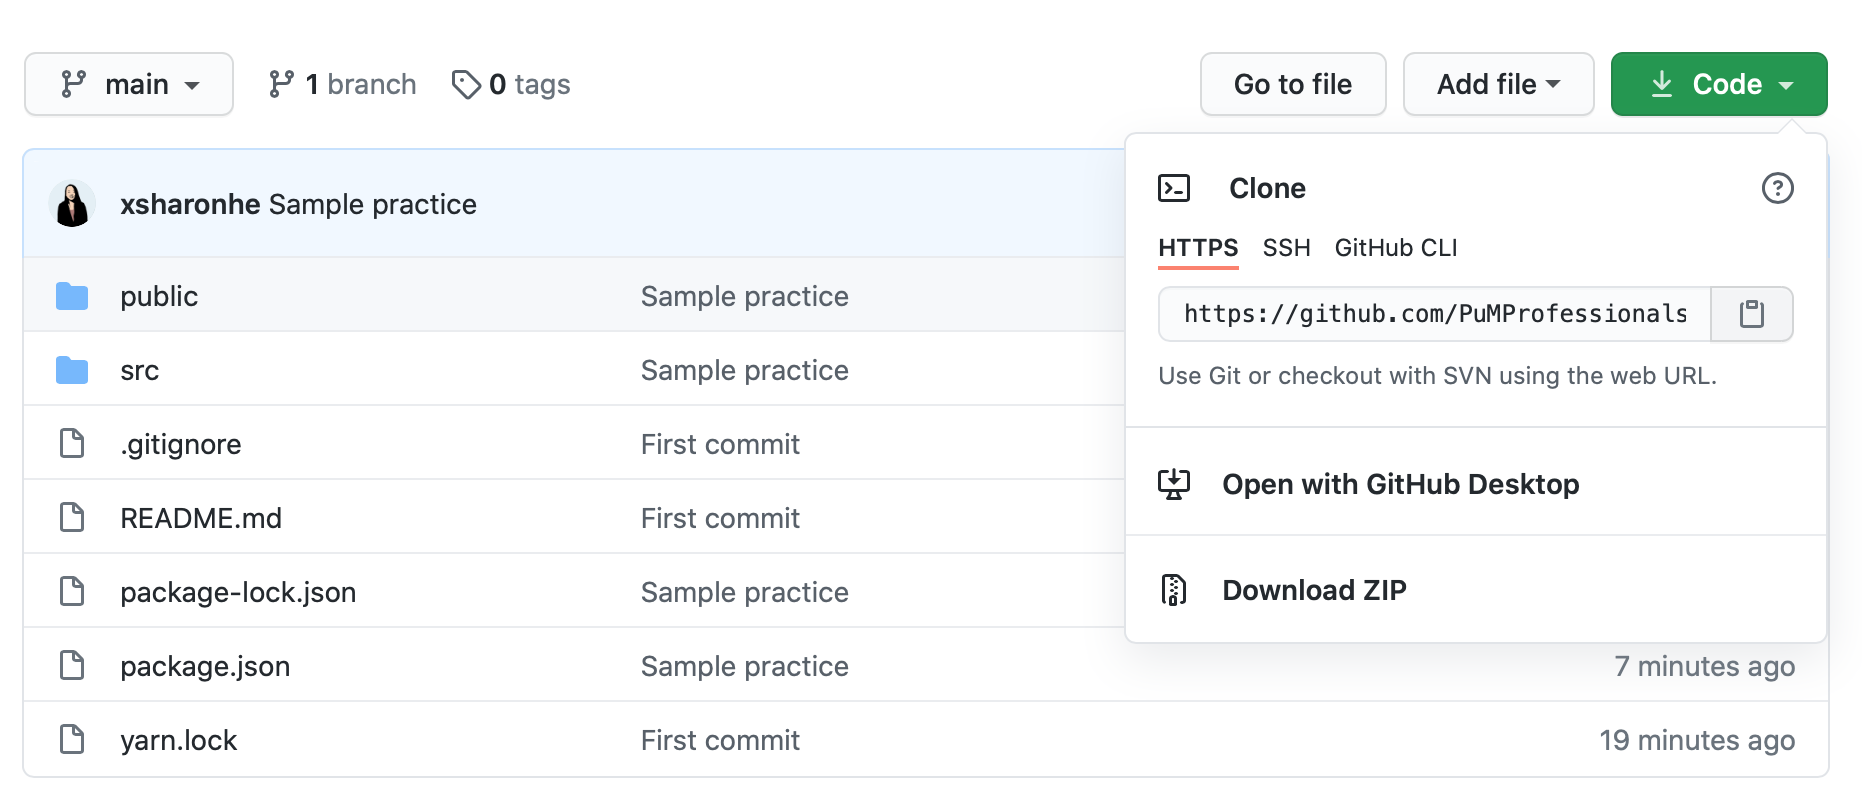 main 1 branch 0 tags Go to file Add file Code
xsharonhe Sample practice
public Sample practice
src Sample practice
.gitignore First commit
README.md First commit
package-lock.json Sample practice
package.json Sample practice 7 minutes ago
yarn.lock First commit 19 minutes ago
Clone
HTTPS SSH GitHub CLI
https://github.com/PuMProfessionals
Use Git or checkout with SVN using the web URL.
Open with GitHub Desktop
Download ZIP